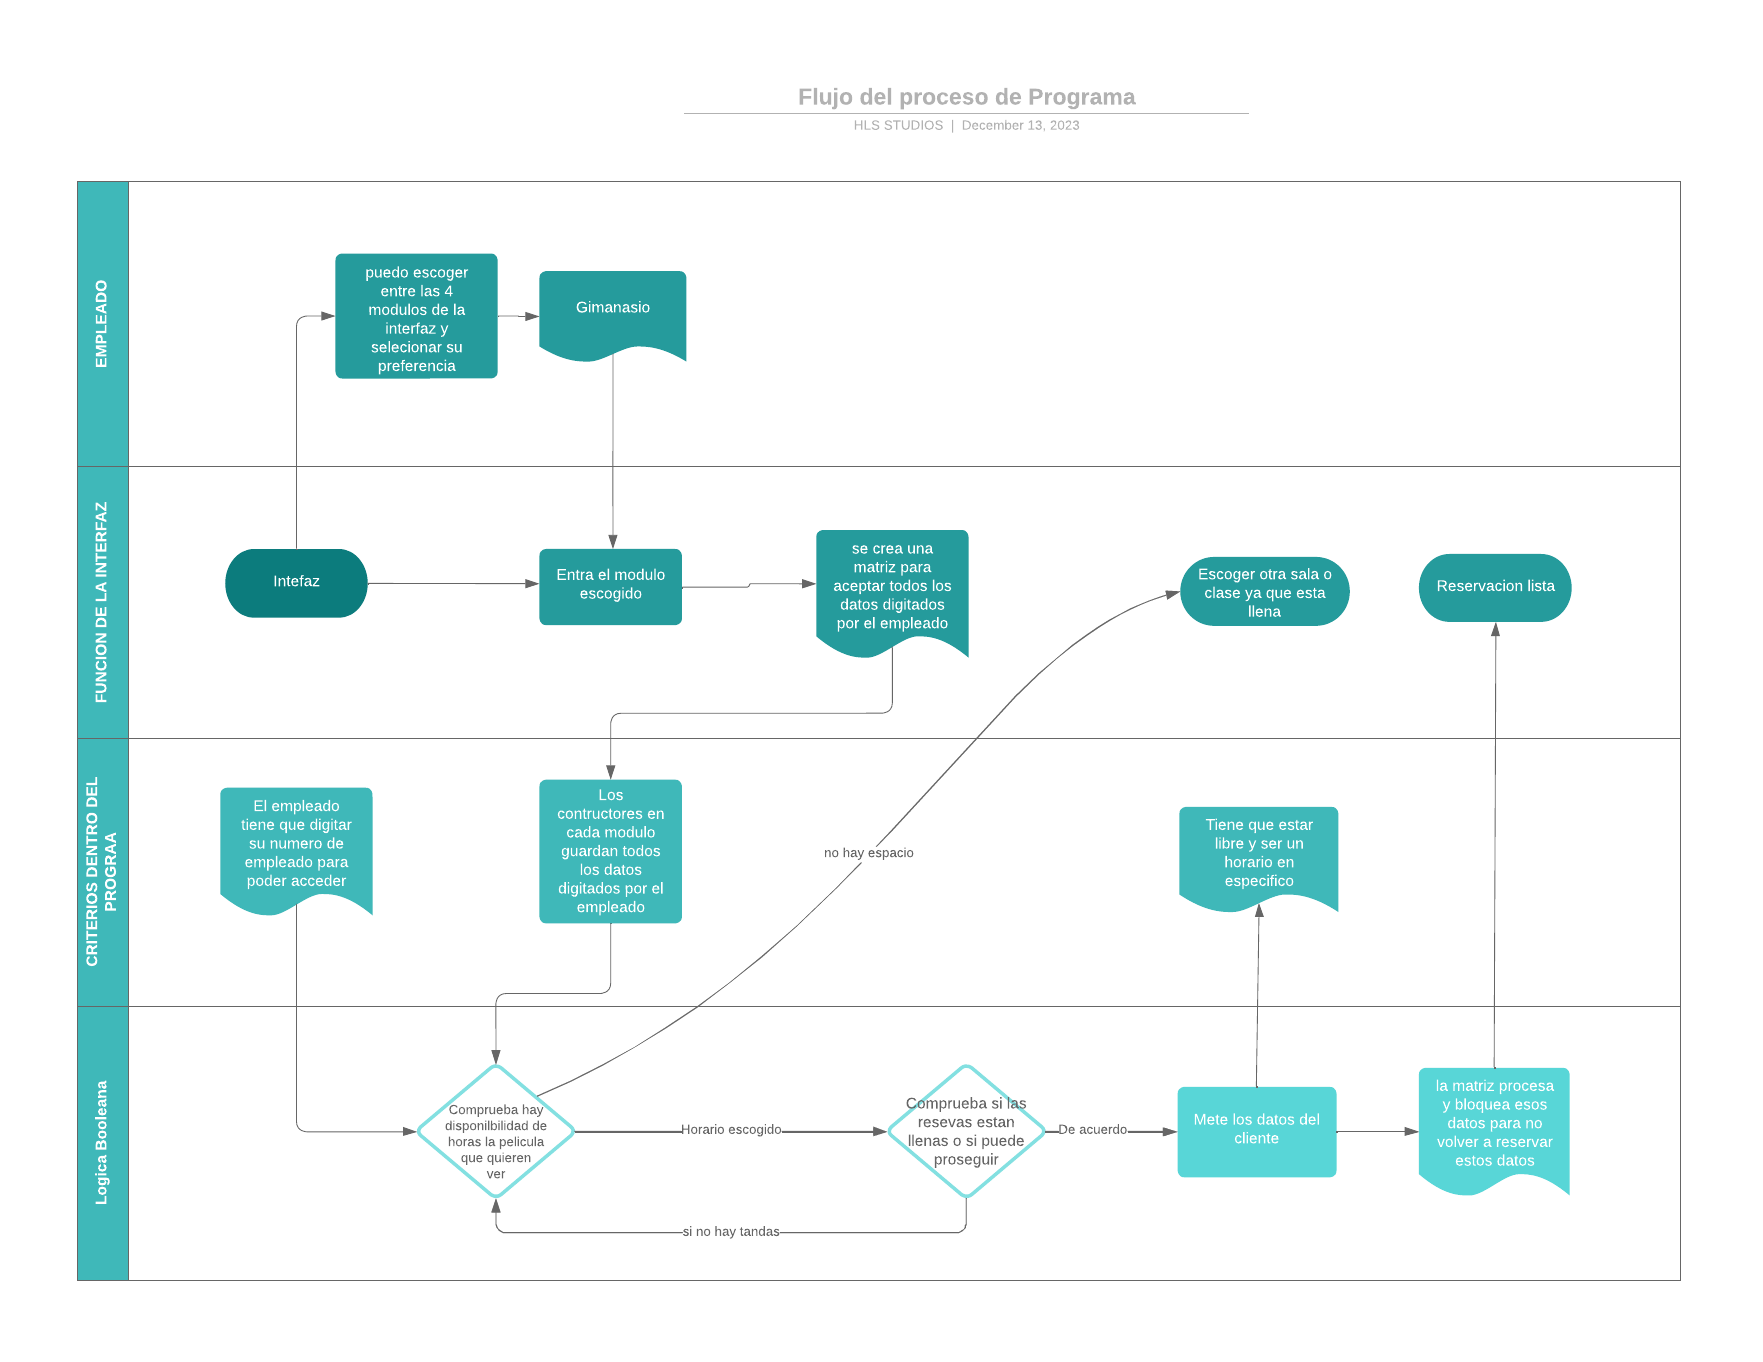 Flujo del proceso de Programa
HLS STUDIOS | December 13, 2023
EMPLEADO
puedo escoger
entre las 4
modulos de la
interfaz y
selecionar su
preferencia
Gimanasio
FUNCION DE LA INTERFAZ
Intefaz
Entra el modulo
escogido
se crea una
matriz para
aceptar todos los
datos digitados
por el empleado
Escoger otra sala o
clase ya que esta
llena
Reservacion lista
CRITERIOS DENTRO DEL
PROGRAA
El empleado
tiene que digitar
su numero de
empleado para
poder acceder
Los
contructores en
cada modulo
guardan todos
los datos
digitados por el
empleado
no hay espacio
Tiene que estar
libre y ser un
horario en
especifico
Logica Booleana
Comprueba hay
disponilbilidad de
horas la pelicula
que quieren
ver
Horario escogido
Comprueba si las
resevas estan
llenas o si puede
proseguir
De acuerdo
Mete los datos del
cliente
la matriz procesa
y bloquea esos
datos para no
volver a reservar
estos datos
si no hay tandas